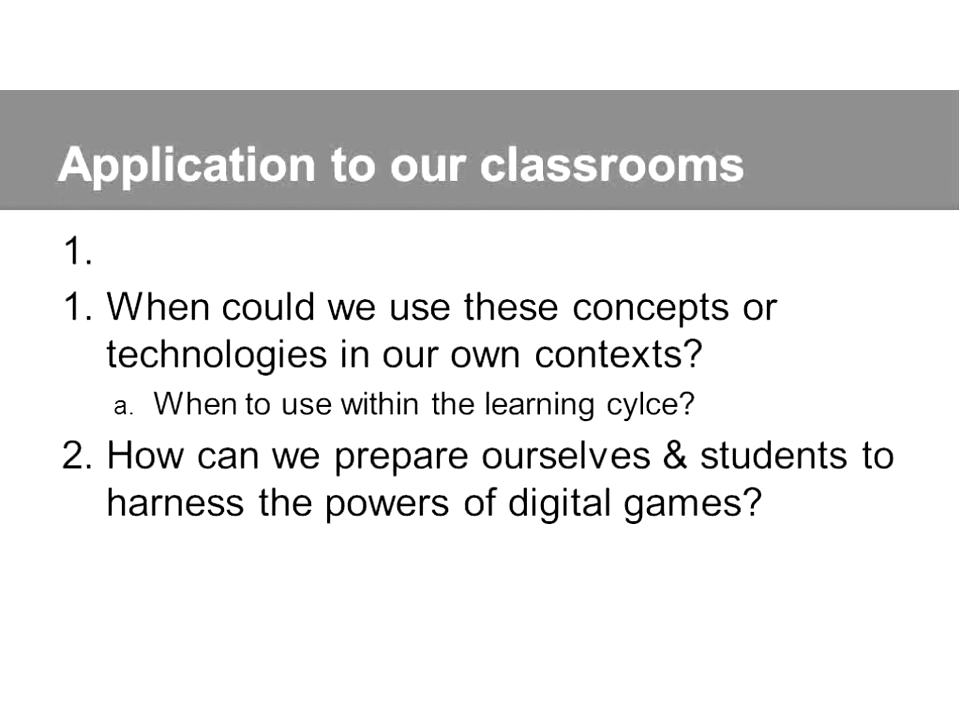 Application to our classrooms
1.
1. When could we use these concepts or
technologies in our own contexts?
a. When to use within the learning cylce?
2. How can we prepare ourselves & students to
harness the powers of digital games?